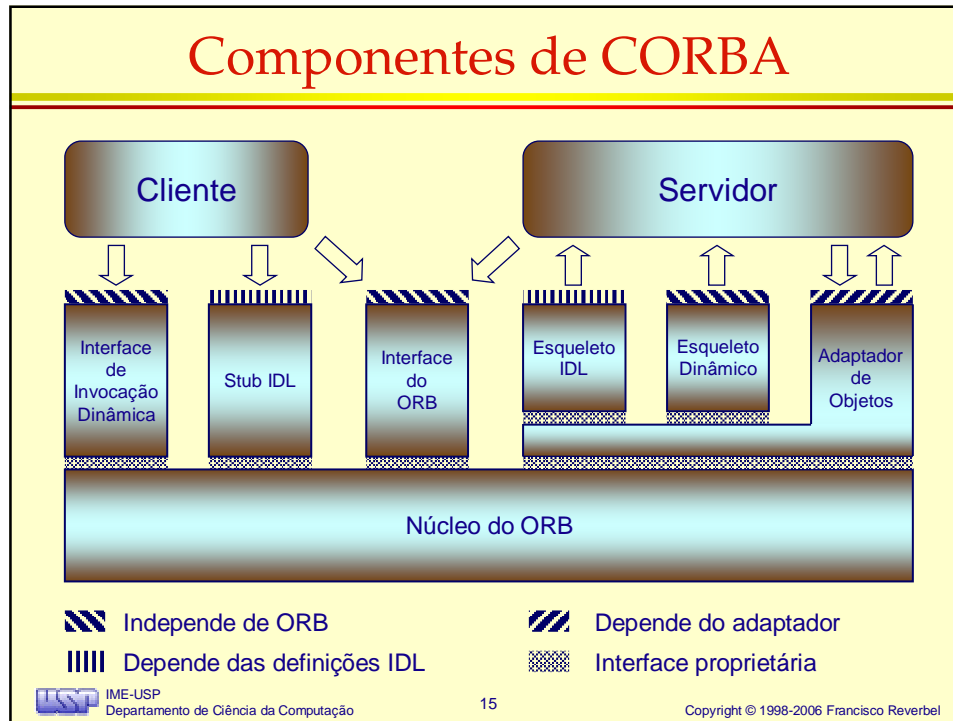 Componentes de CORBA
Cliente
Servidor
Interface
de
Invocação
Dinâmica
Stub IDL
Interface
do
ORB
Esqueleto
IDL
Esqueleto
Dinâmico
Adaptador
de
Objetos
Núcleo do ORB
Independe de ORB
Depende do adaptador
Depende das definições IDL
Interface proprietária
USP
IME-USP
Departamento de Ciência da Computação
15
Copyright © 1998-2006 Francisco Reverbel